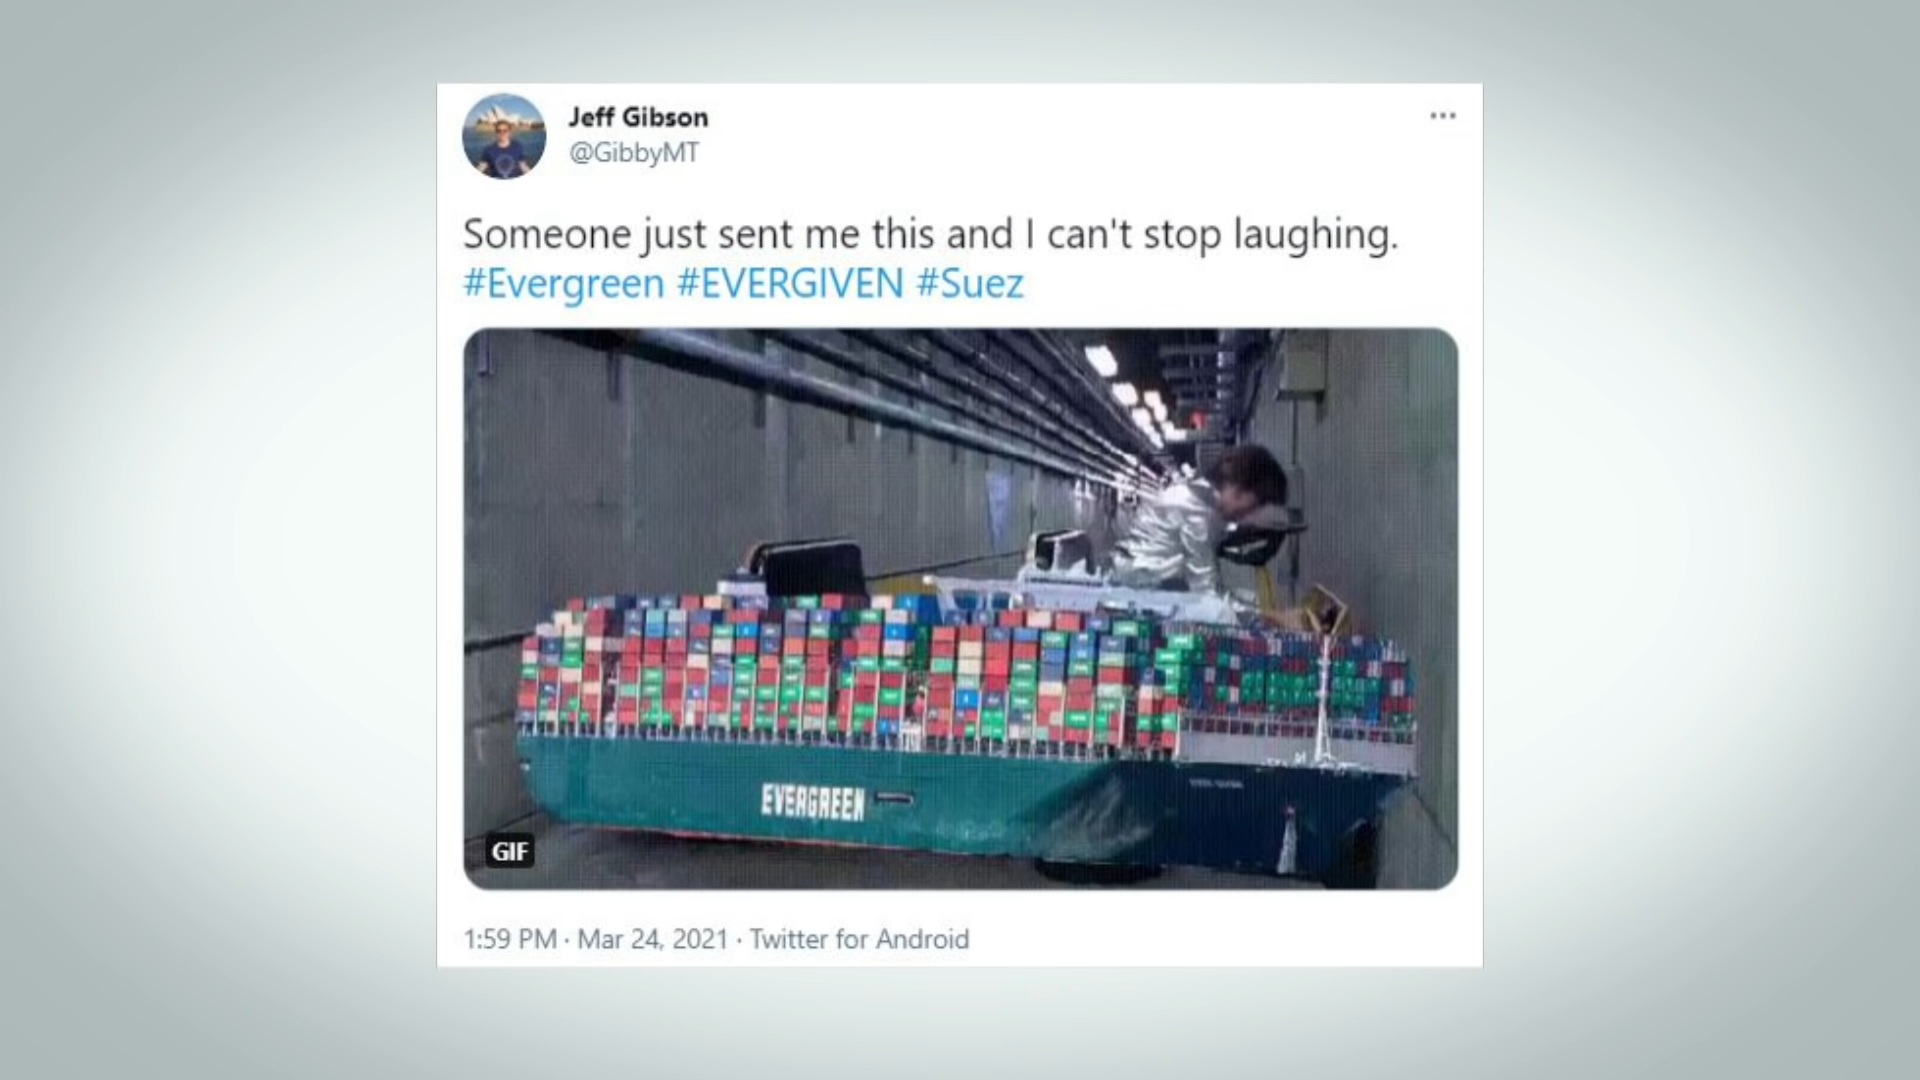 Jeff Gibson
@GibbyMT
Someone just sent me this and I can't stop laughing.
#Evergreen #EVERGIVEN #Suez
EVERGREEN
GIF
1:59 PM · Mar 24, 2021 · Twitter for Android